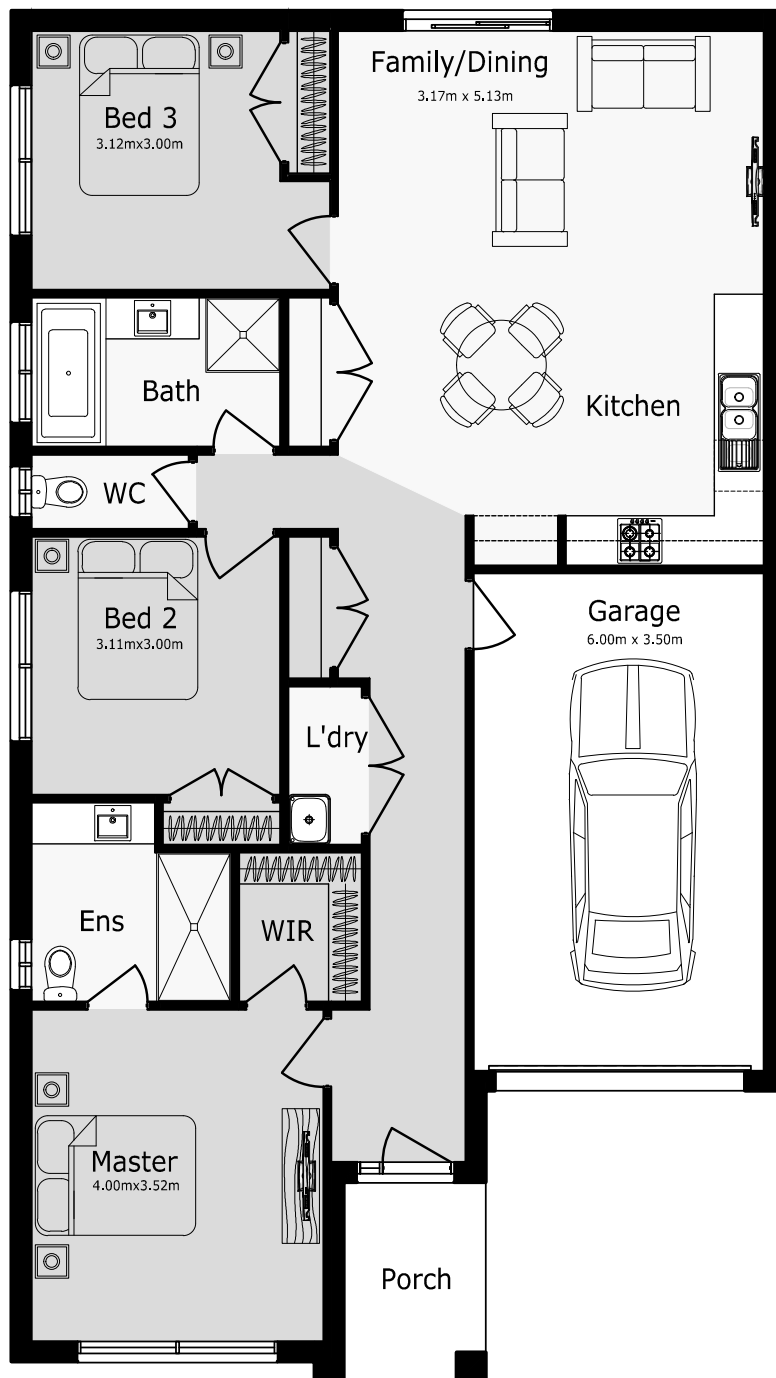 Bed 3
3.12mx3.00m
Family/Dining
3.17m x 5.13m
Bath
Kitchen
WC
Bed 2
3.11mx3.00m
Garage
6.00m x 3.50m
L'dry
Ens
WIR
Master
4.00mx3.52m
Porch